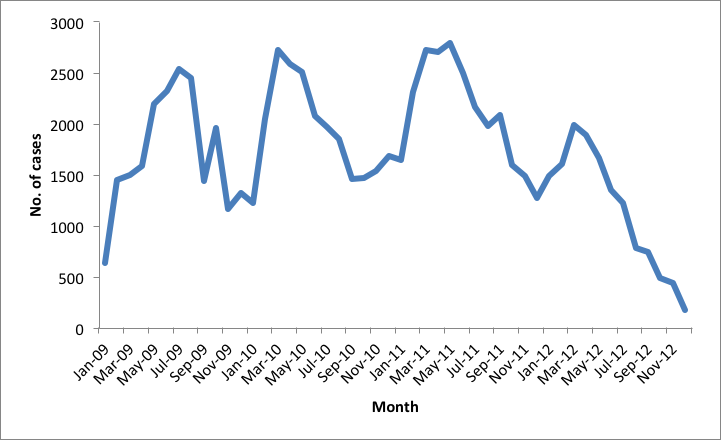 3000
2500
2000
1500
1000
500
0
No. of cases
Jan-09
Mar-09
May-09
Jul-09
Sep-09
Nov-09
Jan-10
Mar-10
May-10
Jul-10
Sep-10
Nov-10
Jan-11
Mar-11
May-11
Jul-11
Sep-11
Nov-11
Jan-12
Mar-12
May-12
Jul-12
Sep-12
Nov-12
Month